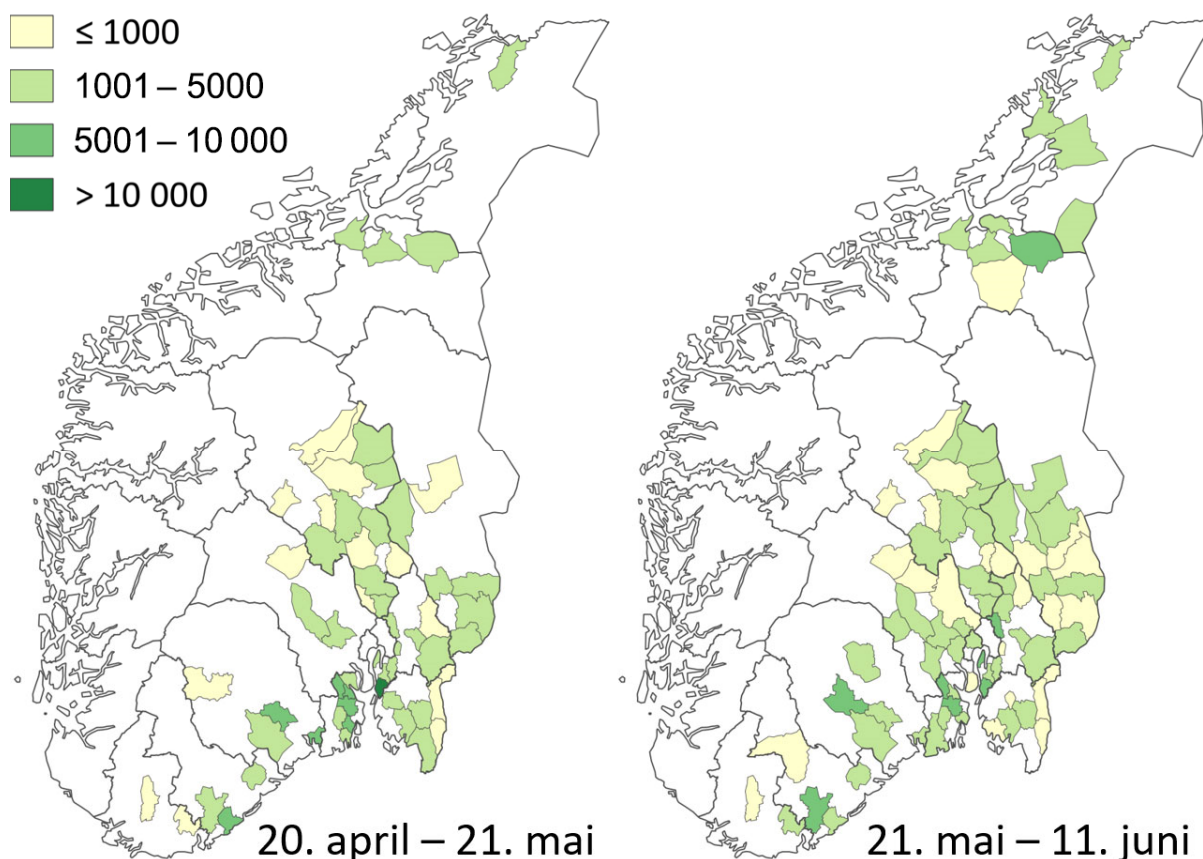 ≤ 1000
1001 – 5000
5001 – 10 000
> 10 000
20. april – 21. mai
21. mai – 11. juni